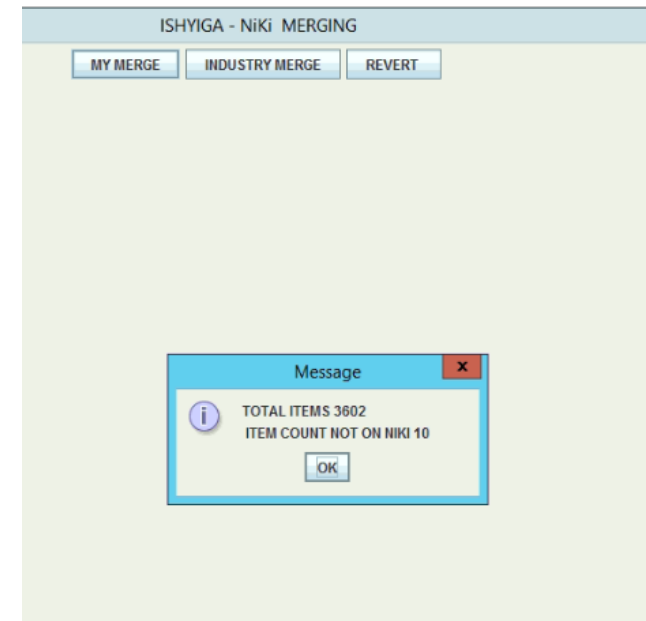 ISHYIGA - NiKi MERGING
MY MERGE INDUSTRY MERGE REVERT
Message x
i TOTAL ITEMS 3602
ITEM COUNT NOT ON NIKI 10
OK